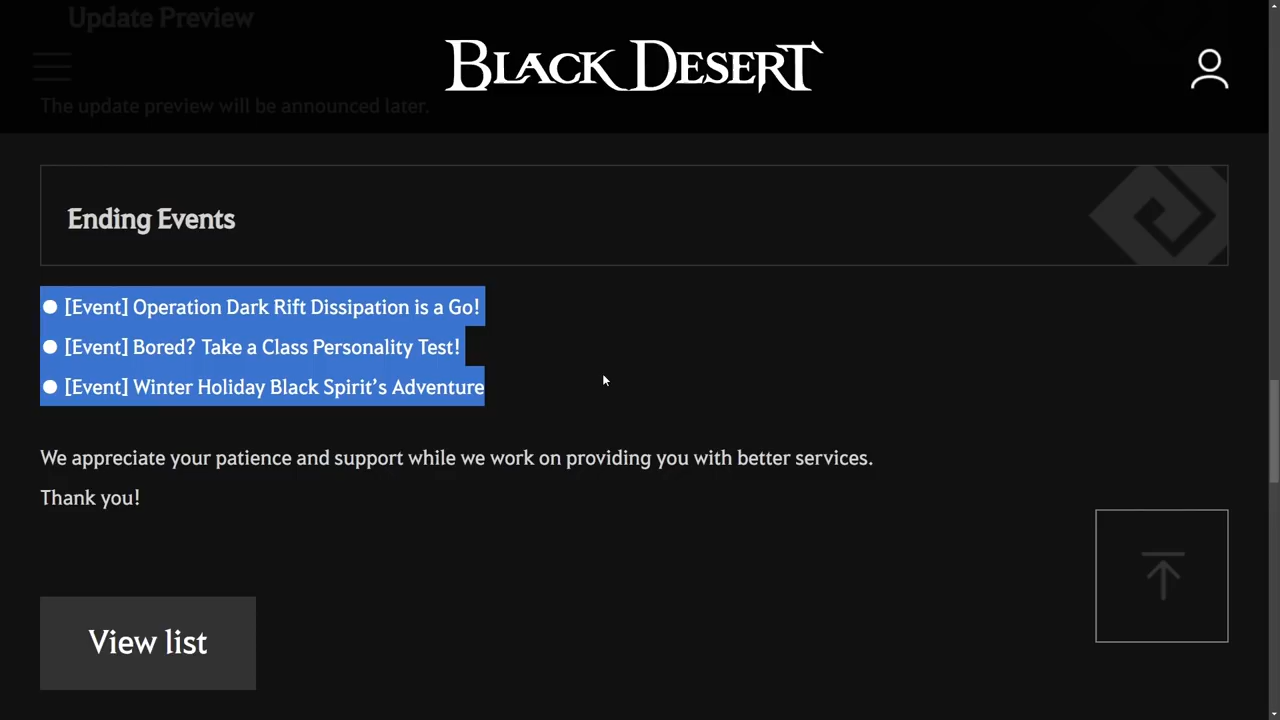 Update Preview
BLACK DESERT
The update preview will be announced later.
Ending Events
● [Event] Operation Dark Rift Dissipation is a Go!
● [Event] Bored? Take a Class Personality Test!
● [Event] Winter Holiday Black Spirit’s Adventure
We appreciate your patience and support while we work on providing you with better services.
Thank you!
View list